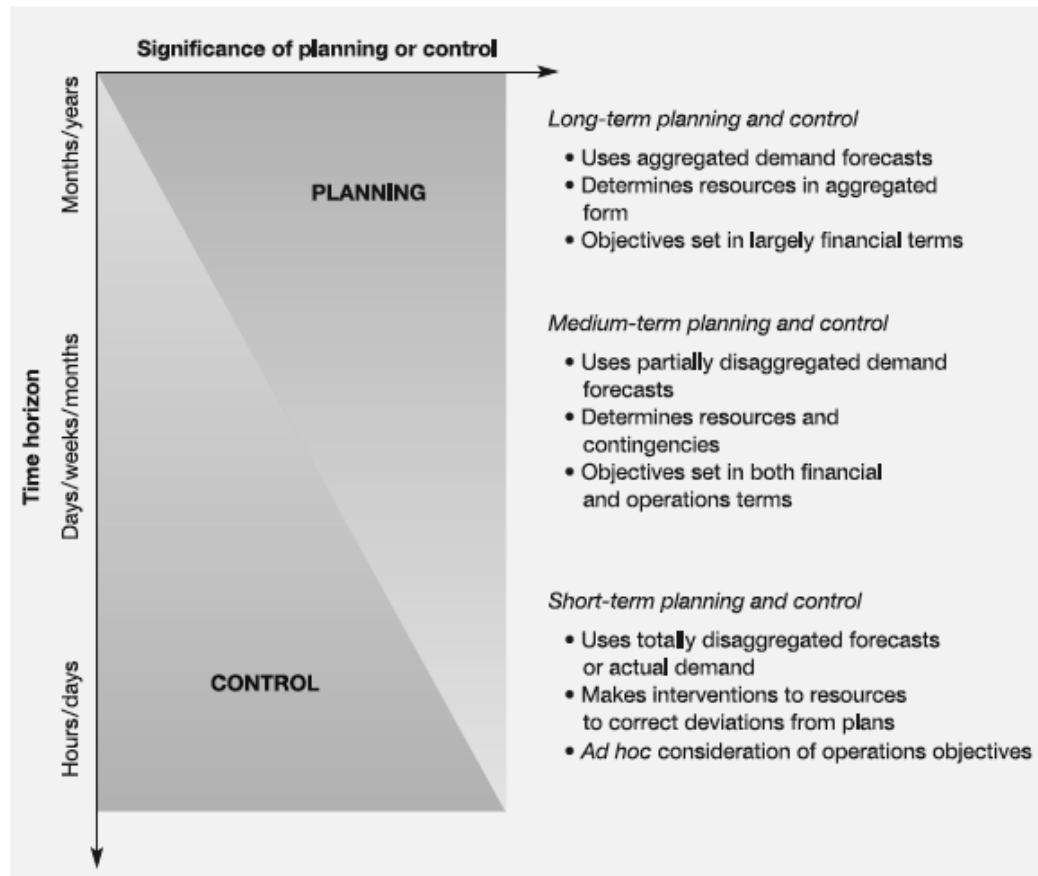 Significance of planning or control
Months/years
PLANNING
Long-term planning and control
• Uses aggregated demand forecasts
• Determines resources in aggregated
form
• Objectives set in largely financial terms
Time horizon
Days/weeks/months
Medium-term planning and control
• Uses partially disaggregated demand
forecasts
• Determines resources and
contingencies
• Objectives set in both financial
and operations terms
Hours/days
CONTROL
Short-term planning and control
• Uses totally disaggregated forecasts
or actual demand
• Makes interventions to resources
to correct deviations from plans
• Ad hoc consideration of operations objectives